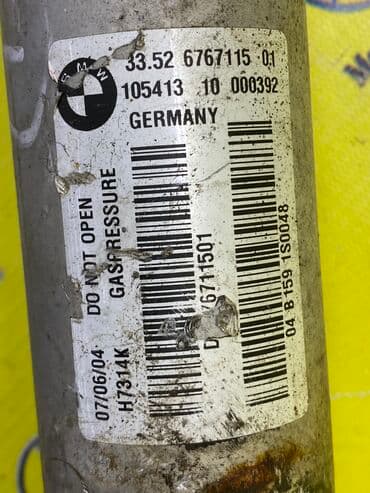 BMW
33.52 6767115 01
105413 10 000392
GERMANY
DO NOT OPEN
GASPRESSURE
07/06/04
H7314K
04 B159 1S0048